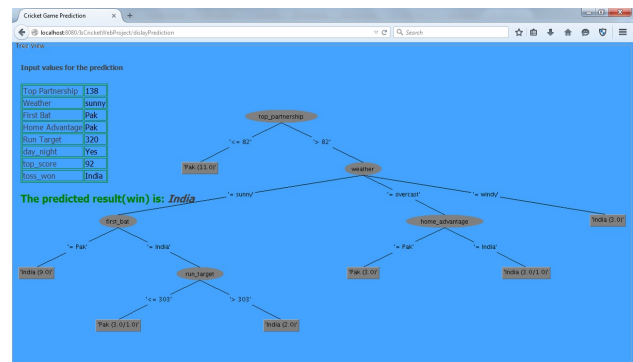 Cricket Game Prediction × +
localhost:8080/IsCricketWebProject/dislayPrediction Search
Tree view
Input values for the prediction
Top Partnership 138
Weather sunny
First Bat Pak
Home Advantage Pak
Run Target 320
day_night Yes
top_score 92
toss_won India
The predicted result(win) is: India
top_partnership
'<= 82' '> 82'
'Pak (11.0)' weather
'= sunny' '= overcast' '= windy'
first_bat home_advantage 'India (3.0)'
'= Pak' '= India' '= Pak' '= India'
'India (9.0)' run_target 'Pak (3.0)' 'India (3.0/1.0)'
'<= 303' '> 303'
'Pak (3.0/1.0)' 'India (2.0)'